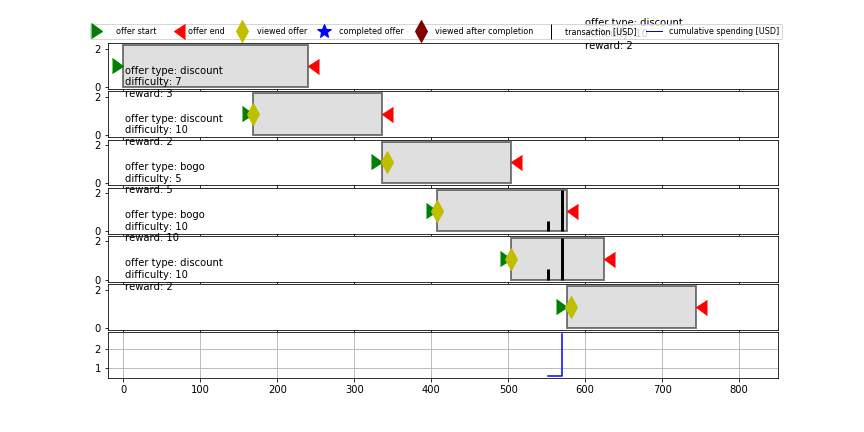 offer type: discount
offer start offer end viewed offer completed offer viewed after completion transaction [USD] cumulative spending [USD]
reward: 2
2
0
offer type: discount
difficulty: 7
reward: 3
2
0
offer type: discount
difficulty: 10
reward: 2
2
0
offer type: bogo
difficulty: 5
reward: 5
2
0
offer type: bogo
difficulty: 10
reward: 10
2
0
offer type: discount
difficulty: 10
reward: 2
2
0
2
1
0 100 200 300 400 500 600 700 800